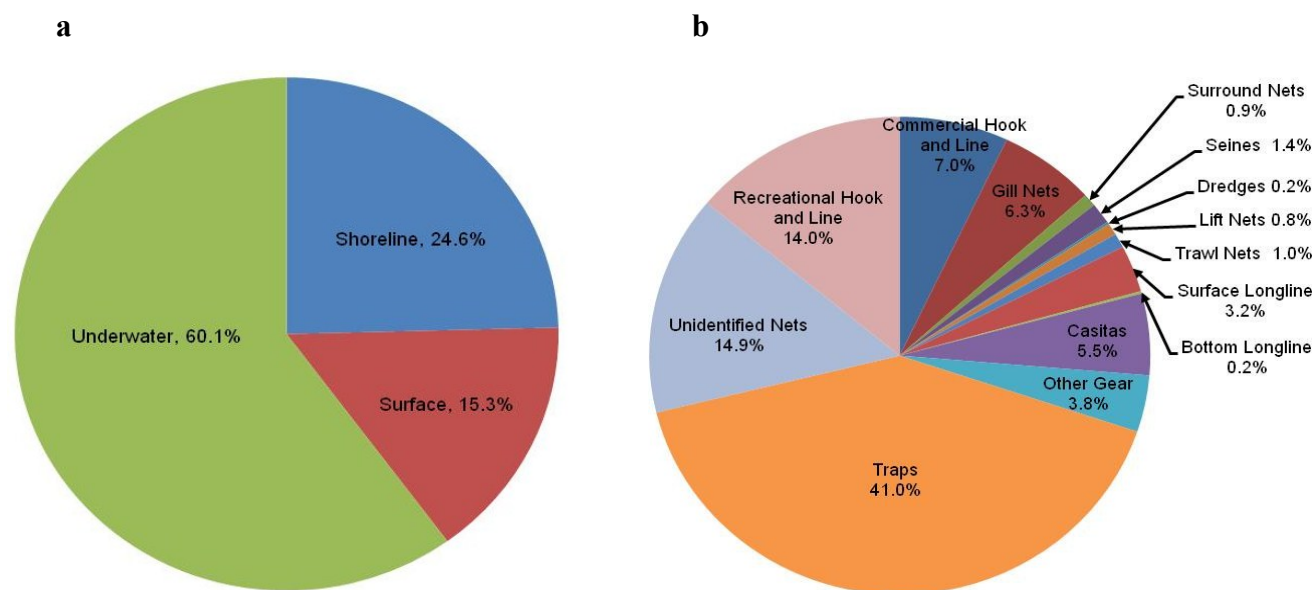 a
Shoreline, 24.6%
Underwater, 60.1%
Surface, 15.3%
b
Surround Nets
0.9%
Commercial Hook
and Line
7.0%
Seines 1.4%
Gill Nets
6.3%
Dredges 0.2%
Recreational Hook
and Line
14.0%
Lift Nets 0.8%
Trawl Nets 1.0%
Surface Longline
3.2%
Unidentified Nets
14.9%
Casitas
5.5%
Bottom Longline
0.2%
Other Gear
3.8%
Traps
41.0%